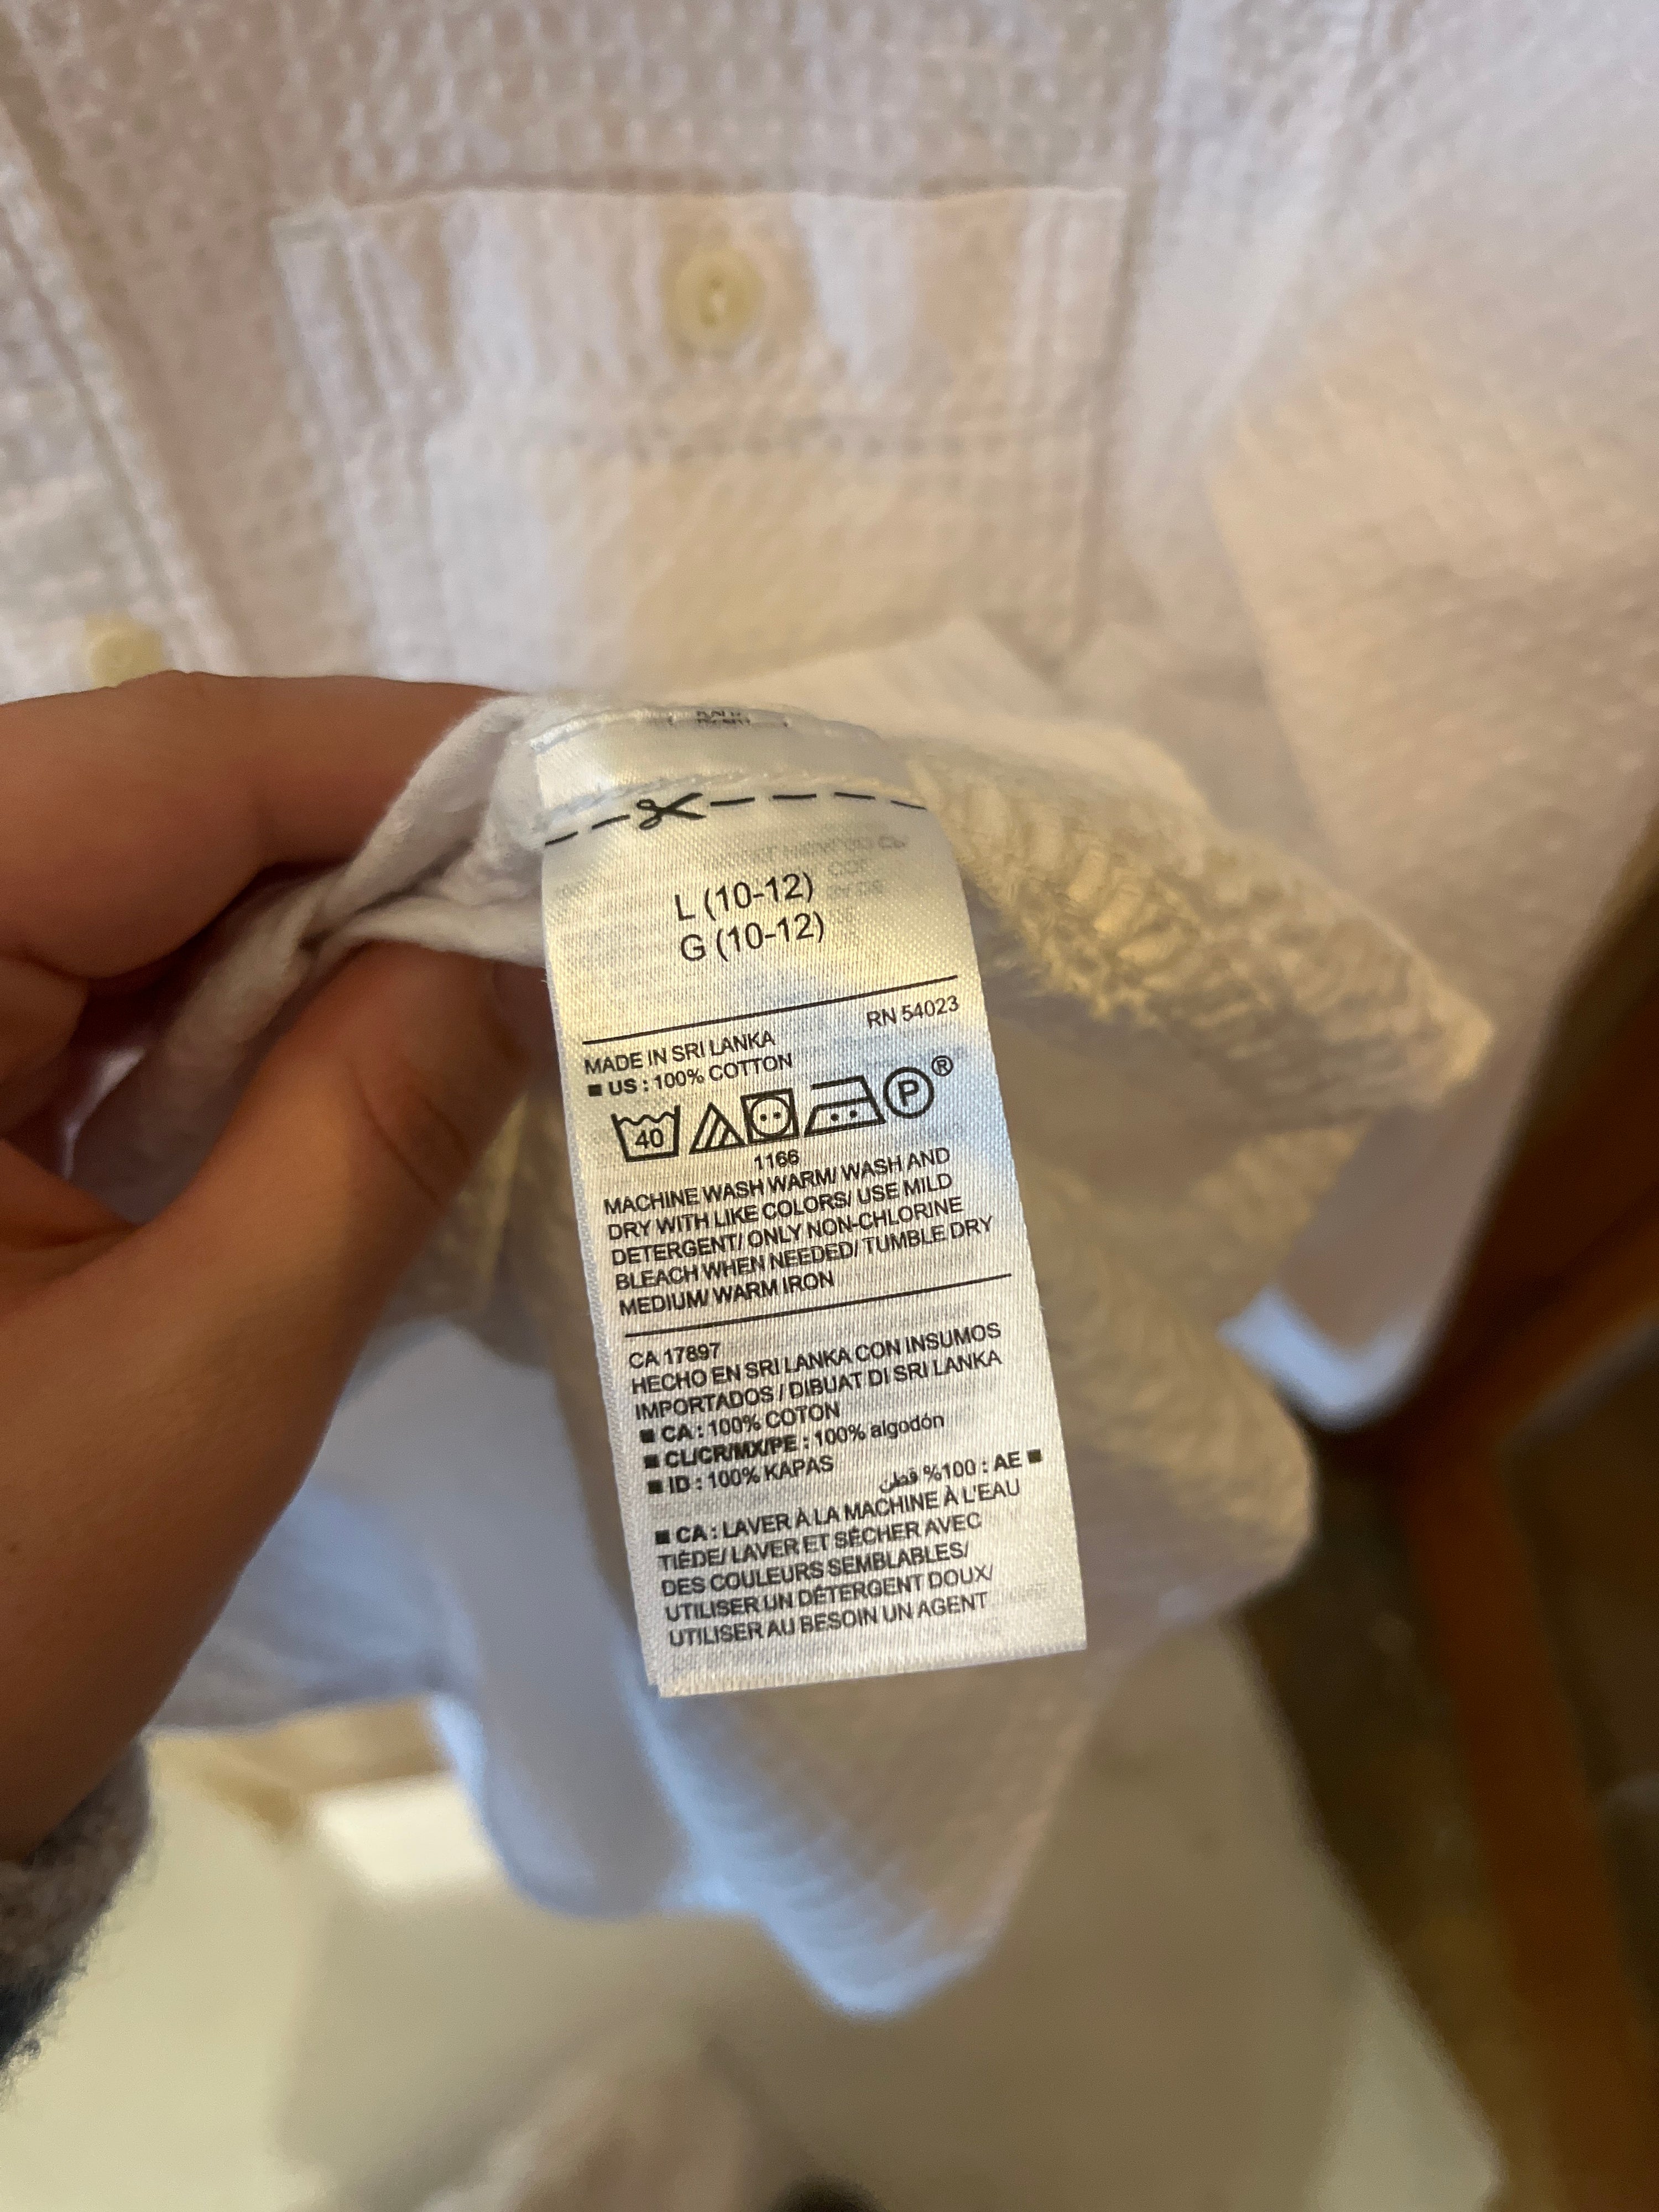 L (10-12)
G (10-12)
RN 54023
MADE IN SRI LANKA
■ US : 100% COTTON
40
P
®
1166
MACHINE WASH WARM/ WASH AND
DRY WITH LIKE COLORS/ USE MILD
DETERGENT/ ONLY NON-CHLORINE
BLEACH WHEN NEEDED/ TUMBLE DRY
MEDIUM/ WARM IRON
CA 17897
HECHO EN SRI LANKA CON INSUMOS
IMPORTADOS / DIBUAT DI SRI LANKA
■ CA : 100% COTON
■ CL/CR/MX/PE : 100% algodón
■ ID : 100% KAPAS
■ AE : 100% قطن
■ CA : LAVER À LA MACHINE À L'EAU
TIÈDE/ LAVER ET SÉCHER AVEC
DES COULEURS SEMBLABLES/
UTILISER UN DÉTERGENT DOUX/
UTILISER AU BESOIN UN AGENT